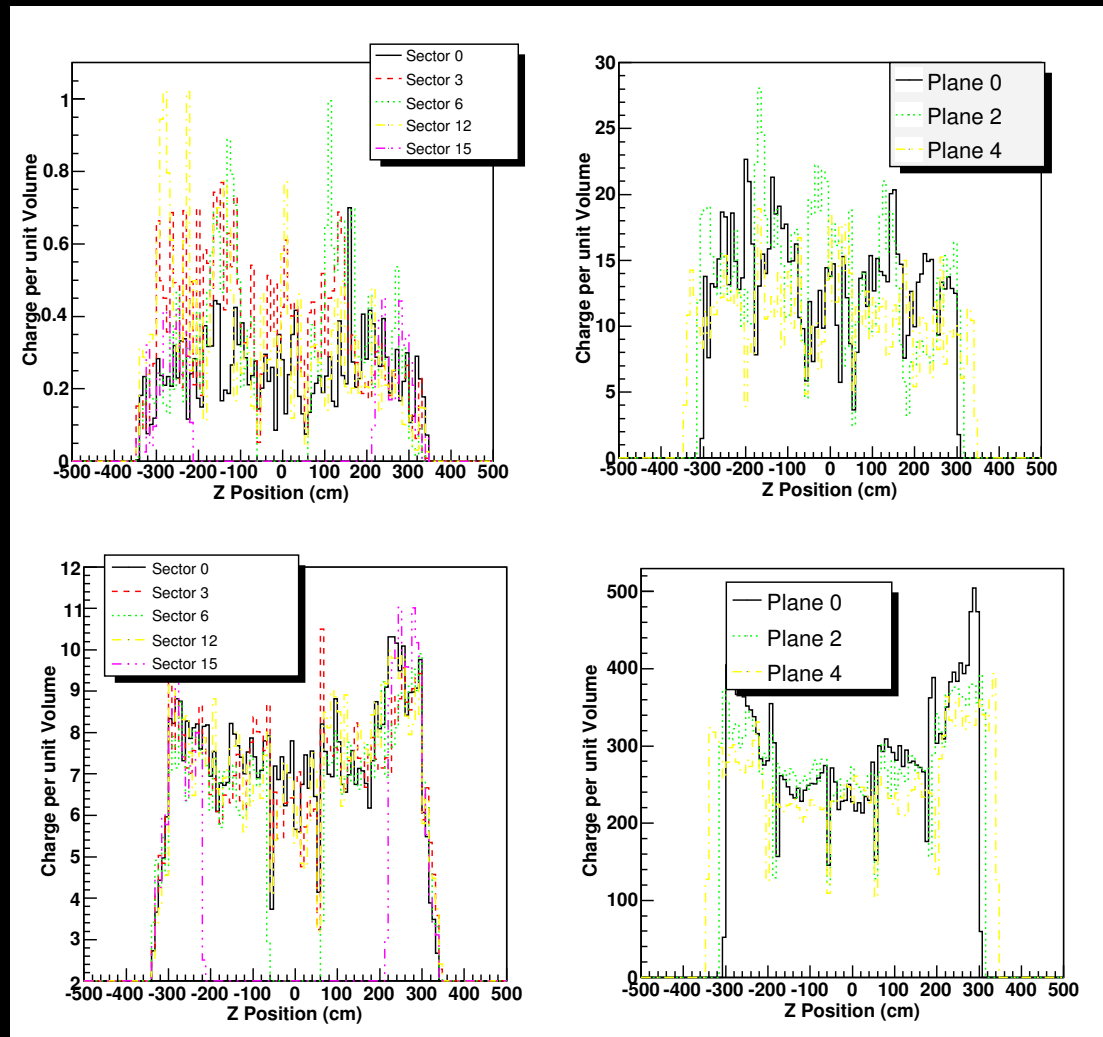 Sector 0
Sector 3
Sector 6
Sector 12
Sector 15
1
0.8
0.6
0.4
0.2
0
Charge per unit Volume
-500 -400 -300 -200 -100 0 100 200 300 400 500
Z Position (cm)
Plane 0
Plane 2
Plane 4
30
25
20
15
10
5
0
Charge per unit Volume
-500 -400 -300 -200 -100 0 100 200 300 400 500
Z Position (cm)
Sector 0
Sector 3
Sector 6
Sector 12
Sector 15
12
11
10
9
8
7
6
5
4
3
2
Charge per unit Volume
-500 -400 -300 -200 -100 0 100 200 300 400 500
Z Position (cm)
Plane 0
Plane 2
Plane 4
500
400
300
200
100
0
Charge per unit Volume
-500 -400 -300 -200 -100 0 100 200 300 400 500
Z Position (cm)